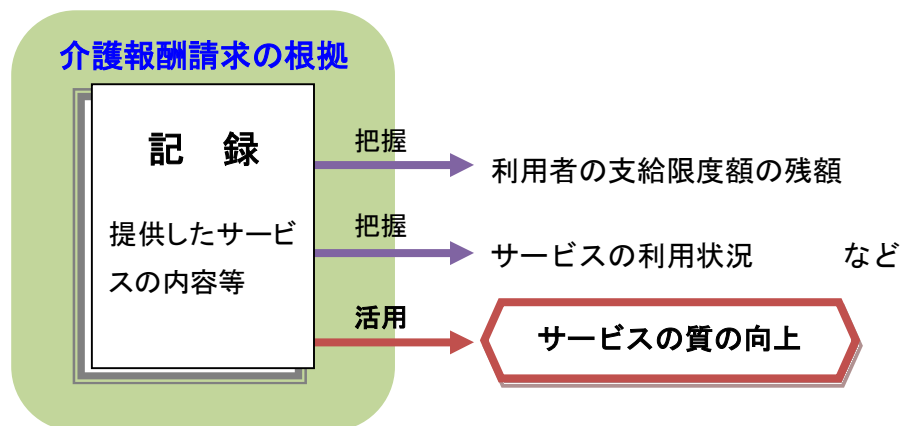 介護報酬請求の根拠
記　録
提供したサービ
スの内容等
把握
利用者の支給限度額の残額
把握
サービスの利用状況　　　など
活用
サービスの質の向上